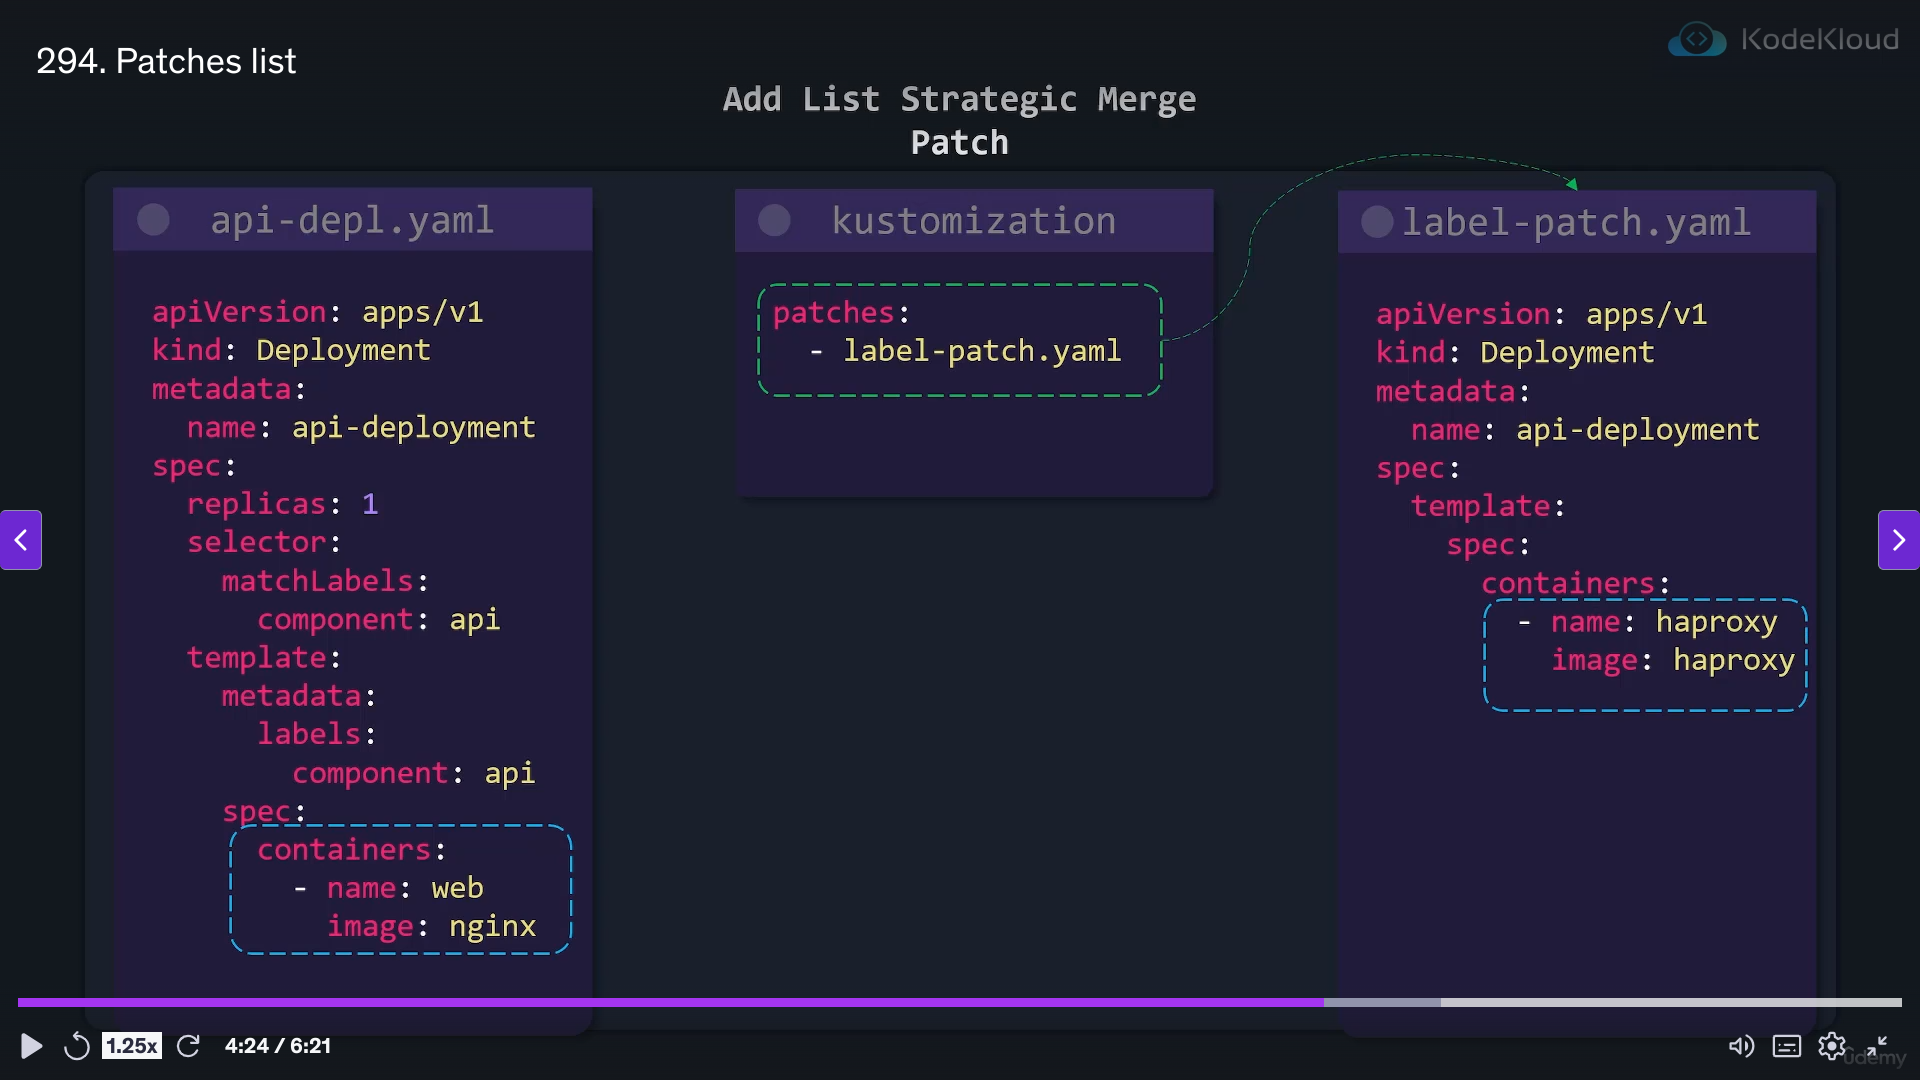 294. Patches list
KodeKloud
Add List Strategic Merge
Patch
api-depl.yaml
apiVersion: apps/v1
kind: Deployment
metadata:
  name: api-deployment
spec:
  replicas: 1
  selector:
    matchLabels:
      component: api
  template:
    metadata:
      labels:
        component: api
    spec:
      containers:
        - name: web
          image: nginx
kustomization
patches:
  - label-patch.yaml
label-patch.yaml
apiVersion: apps/v1
kind: Deployment
metadata:
  name: api-deployment
spec:
  template:
    spec:
      containers:
        - name: haproxy
          image: haproxy
1.25x
4:24 / 6:21
ûdemy